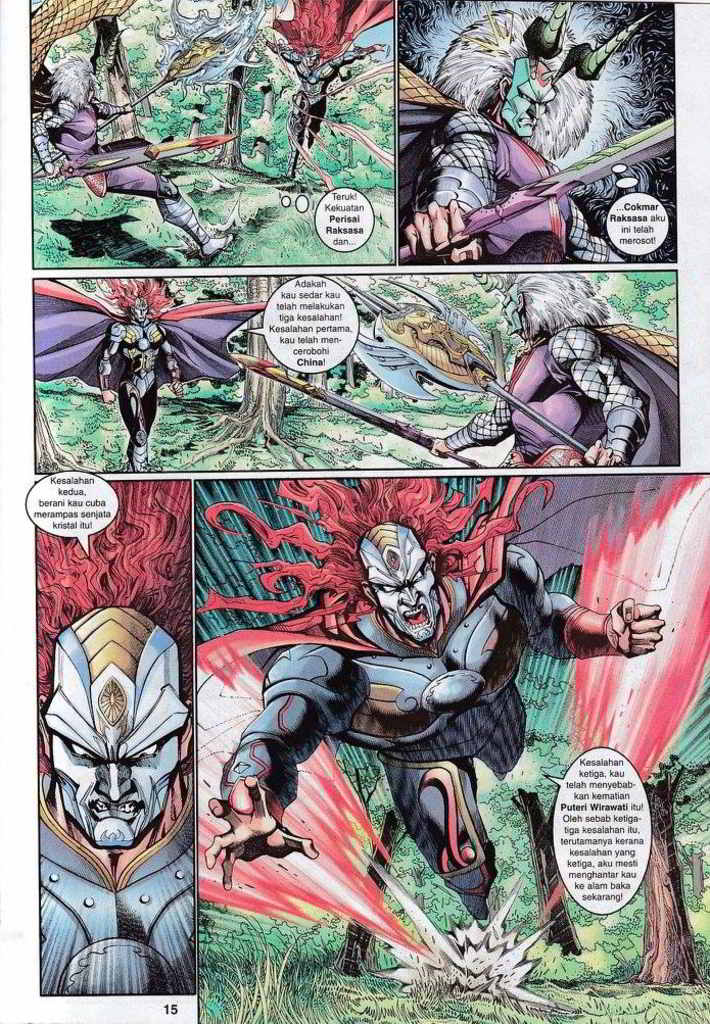 Teruk!
Kekuatan
Perisai
Raksasa
dan...
...Cokmar
Raksasa aku
ini telah
merosot!
Adakah
kau sedar kau
telah melakukan
tiga kesalahan!
Kesalahan pertama,
kau telah men-
cerobohi
China!
Kesalahan
kedua,
berani kau cuba
merampas senjata
kristal itu!
Kesalahan
ketiga, kau
telah menyebab-
kan kematian
Puteri Wirawati itu!
Oleh sebab ketiga-
tiga kesalahan itu,
terutamanya kerana
kesalahan yang
ketiga, aku mesti
menghantar kau
ke alam baka
sekarang!
15